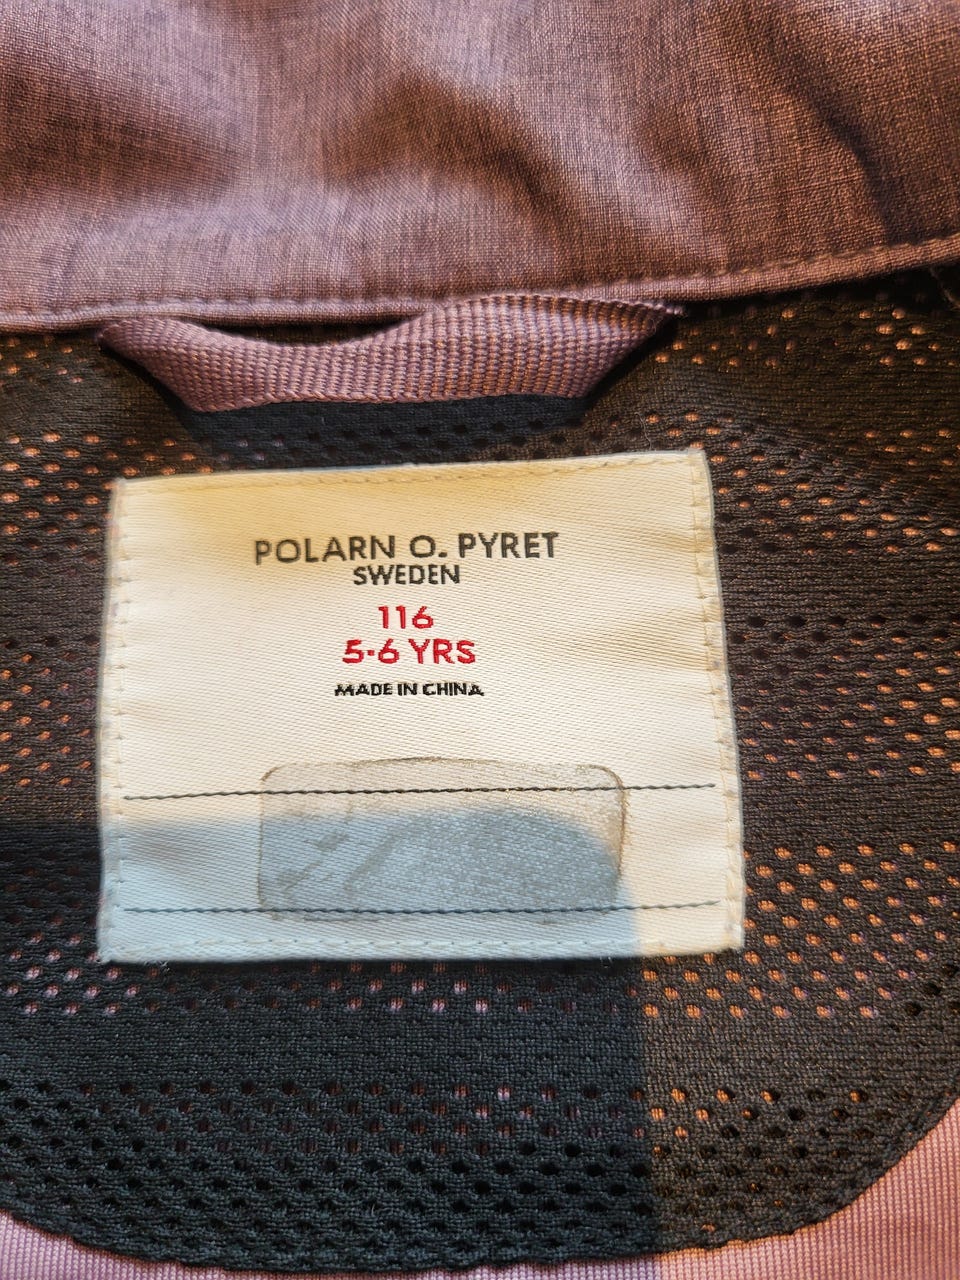 POLARN O. PYRET
SWEDEN
116
5-6 YRS
MADE IN CHINA